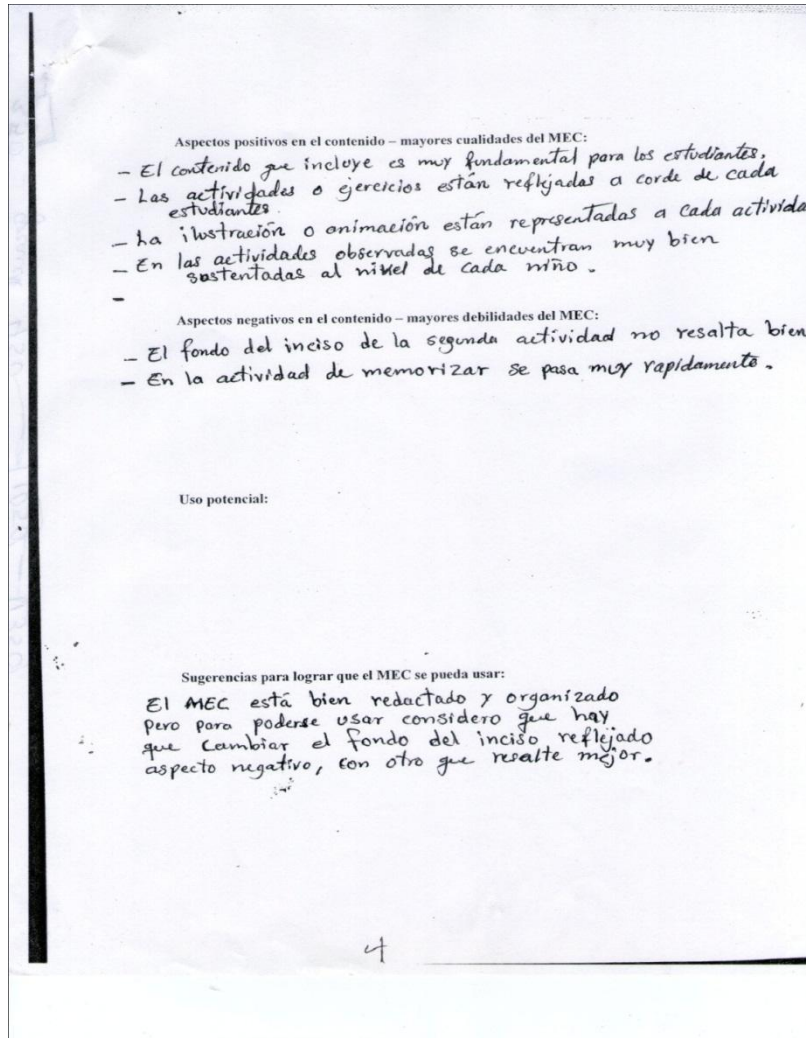 Aspectos positivos en el contenido – mayores cualidades del MEC:
- El contenido que incluye es muy fundamental para los estudiantes.
- Las actividades o ejercicios están reflejadas a corde de cada
estudiantes.
- La ilustración o animación están representadas a cada activida
- En las actividades observadas se encuentran muy bien
sustentadas al nivel de cada niño.
-
Aspectos negativos en el contenido – mayores debilidades del MEC:
- El fondo del inciso de la segunda actividad no resalta bien
- En la actividad de memorizar se pasa muy rapidamente.
Uso potencial:
Sugerencias para lograr que el MEC se pueda usar:
El MEC está bien redactado y organizado
pero para poderse usar considero que hay
que cambiar el fondo del inciso reflejado
aspecto negativo, con otro que resalte mejor.
4